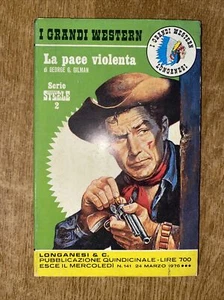 I GRANDI WESTERN
I GRANDI WESTERN
LONGANESI
La pace violenta
di GEORGE G. GILMAN
Serie
STEELE
2
LONGANESI & C.
PUBBLICAZIONE QUINDICINALE - LIRE 700
ESCE IL MERCOLEDÌ N. 141 24 MARZO 1976